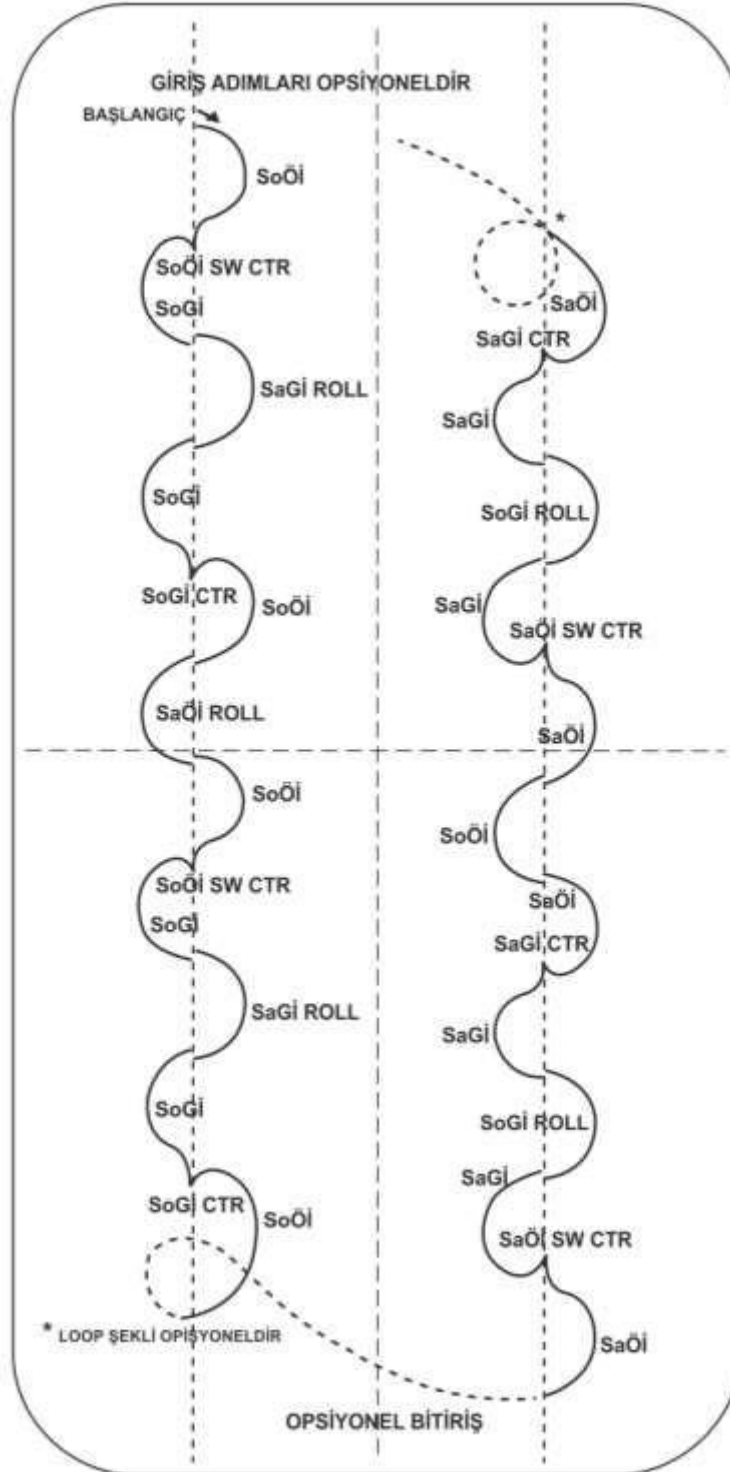 GİRİŞ ADIMLARI OPSİYONELDİR
BAŞLANGIÇ
SoÖİ
SoÖİ SW CTR
SoGİ
SaGİ ROLL
SoGİ
SoGİ CTR
SoÖİ
SaÖİ ROLL
SoÖİ
SoÖİ SW CTR
SoGİ
SaGİ ROLL
SoGİ
SoGİ CTR
SoÖİ
* LOOP ŞEKLİ OPİSYONELDİR
*
SaÖİ
SaGİ CTR
SaGİ
SoGİ ROLL
SaGİ
SaÖİ SW CTR
SaÖİ
SoÖİ
SaÖİ
SaGİ CTR
SaGİ
SoGİ ROLL
SaGİ
SaÖİ SW CTR
SaÖİ
OPSİYONEL BİTİRİŞ